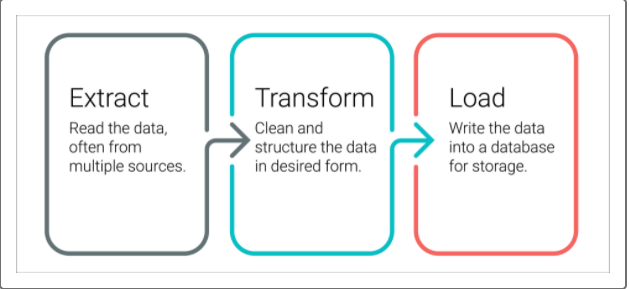 Extract
Read the data,
often from
multiple sources.
Transform
Clean and
structure the data
in desired form.
Load
Write the data
into a database
for storage.